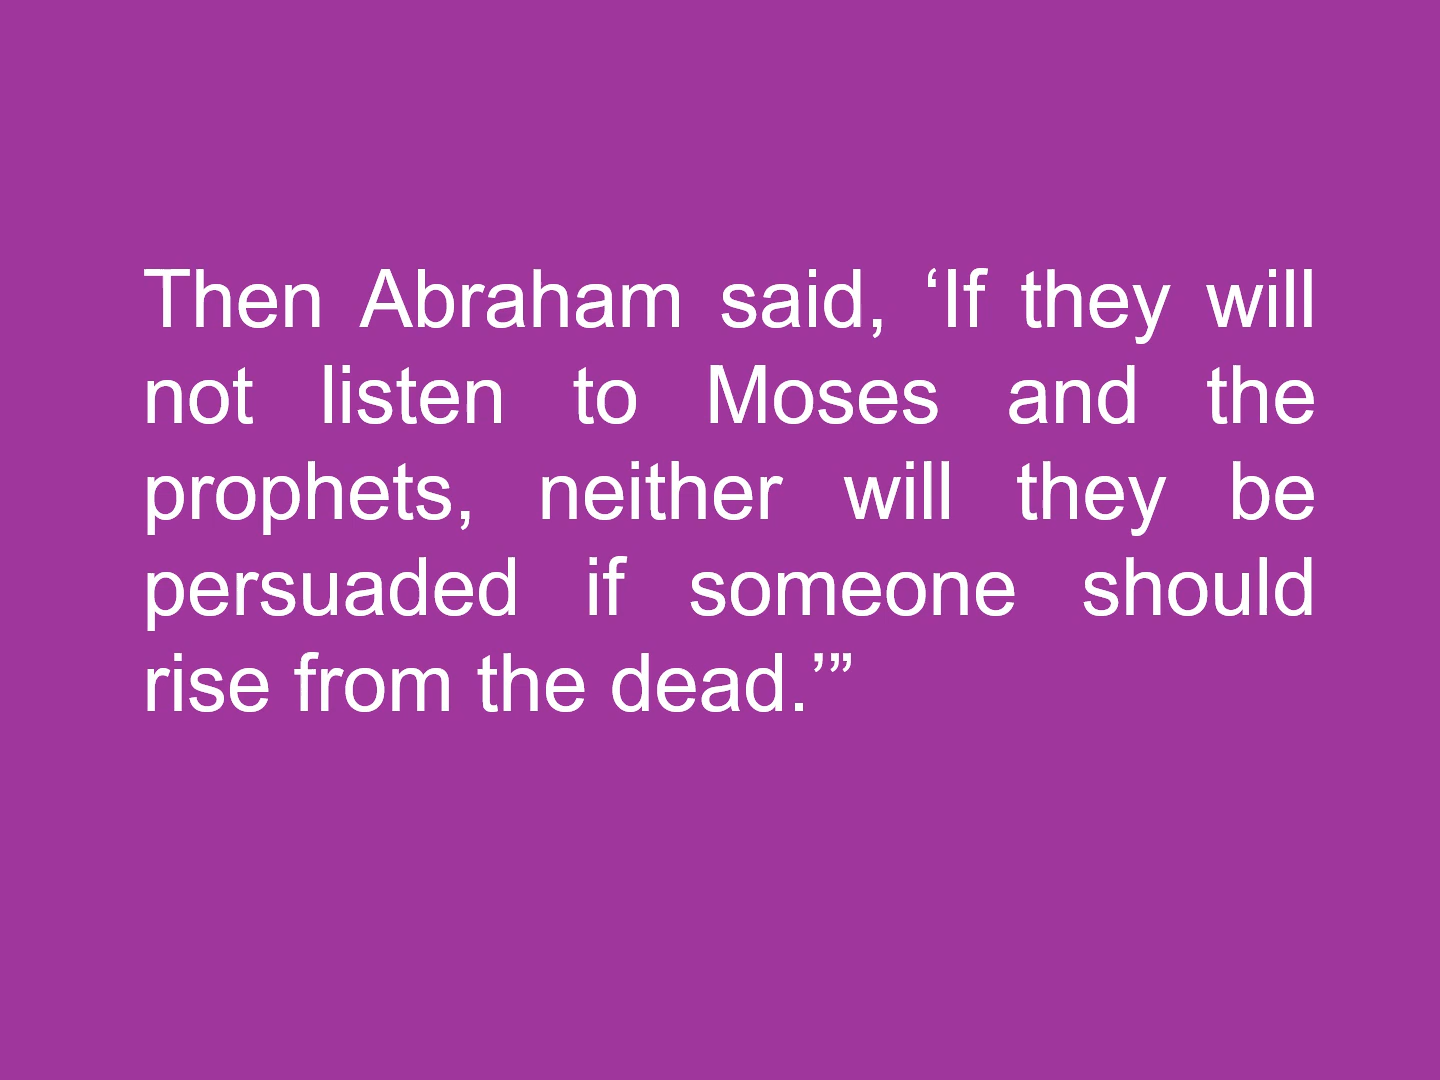 Then Abraham said, ‘If they will
not listen to Moses and the
prophets, neither will they be
persuaded if someone should
rise from the dead.’”